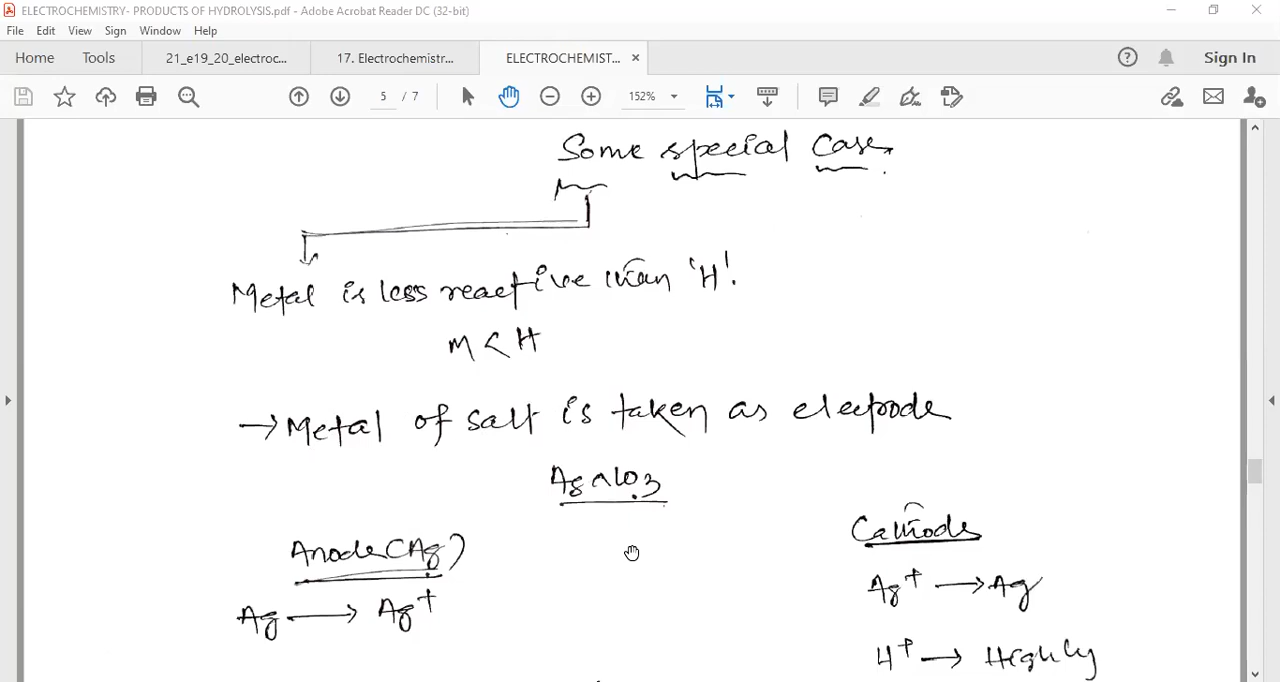 ELECTROCHEMISTRY- PRODUCTS OF HYDROLYSIS.pdf - Adobe Acrobat Reader DC (32-bit)
File Edit View Sign Window Help
Home Tools 21_e19_20_electroc... 17. Electrochemistr... ELECTROCHEMIST... ×
Sign In
5 / 7 152%
Some special Case.
Metal is less reactive than 'H'.
M < H
→ Metal of salt is taken as electrode
AgNO3
Anode (Ag) Cathode
Ag → Ag+ Ag+ → Ag
H+ → Highly